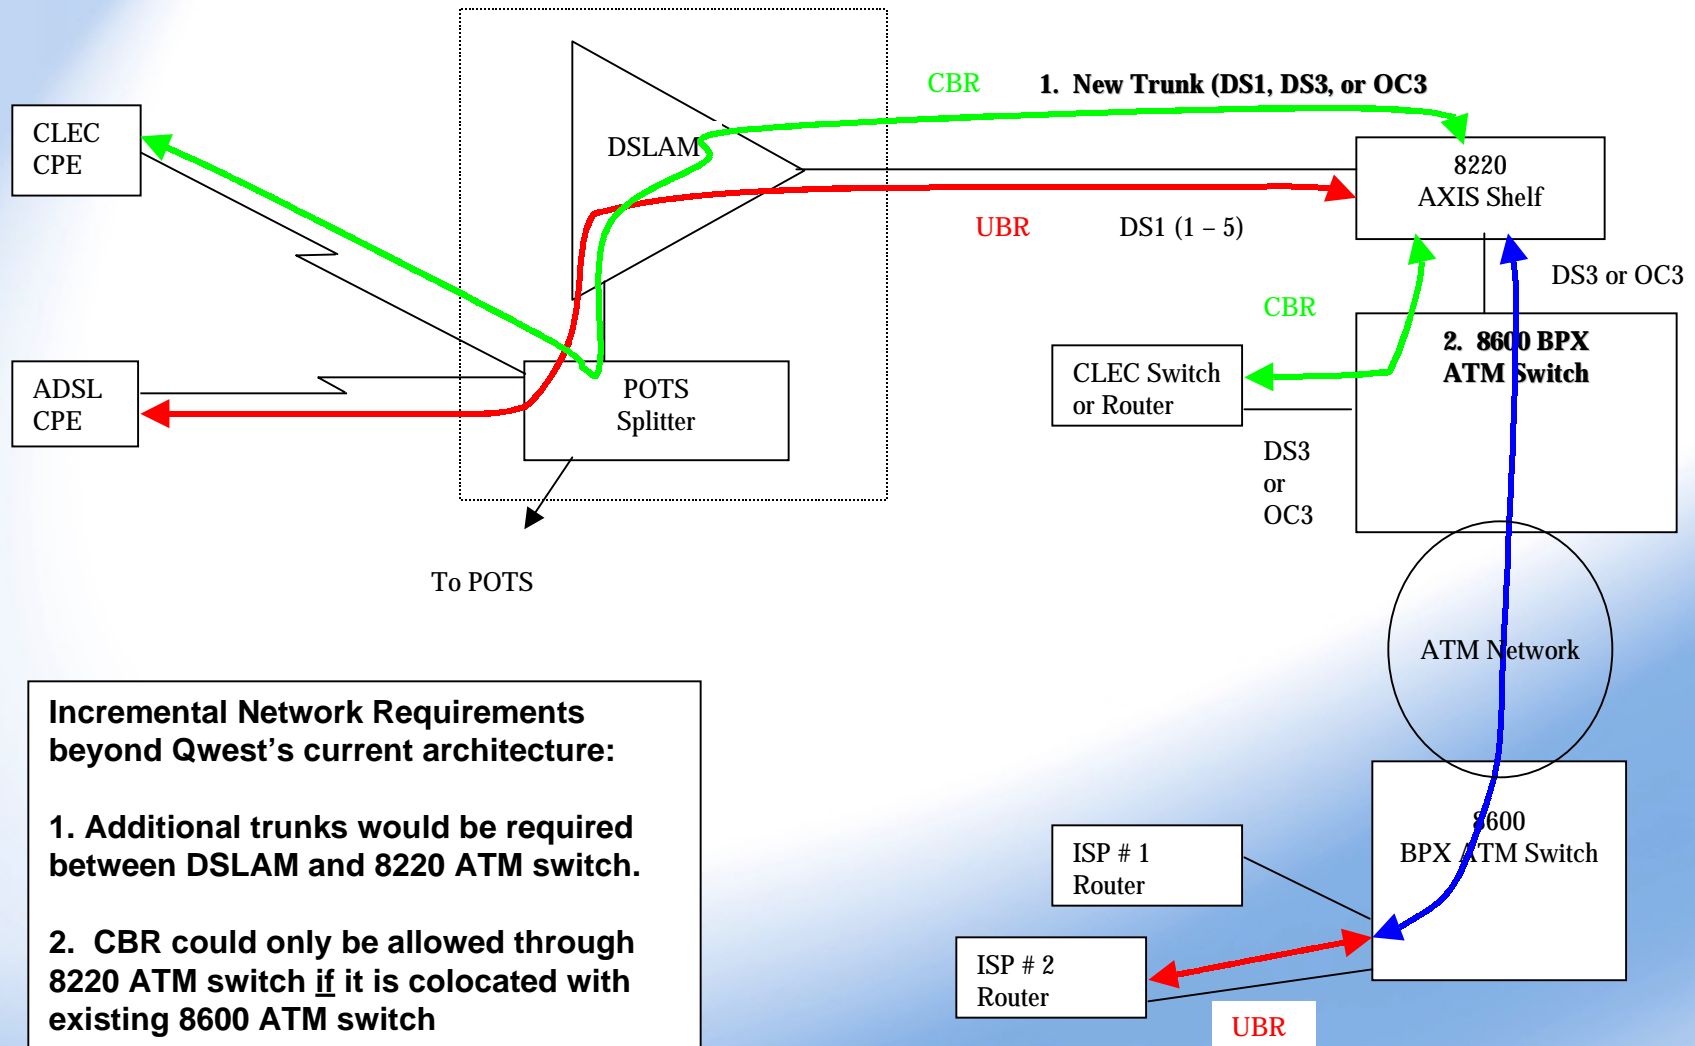 CBR 1. New Trunk (DS1, DS3, or OC3
CLEC
CPE
DSLAM
8220
AXIS Shelf
UBR DS1 (1 – 5)
DS3 or OC3
CBR
2. 8600 BPX
ATM Switch
CLEC Switch
or Router
ADSL
CPE
POTS
Splitter
DS3
or
OC3
To POTS
ATM Network
Incremental Network Requirements
beyond Qwest's current architecture:
1. Additional trunks would be required
between DSLAM and 8220 ATM switch.
2. CBR could only be allowed through
8220 ATM switch if it is colocated with
existing 8600 ATM switch
8600
BPX ATM Switch
ISP # 1
Router
ISP # 2
Router
UBR